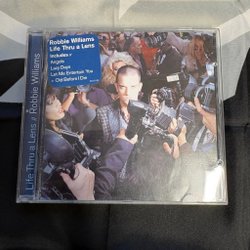 Robbie Williams
Life Thru a Lens
Includes:
Angels
Lazy Days
Let Me Entertain You
Old Before I Die
Life Thru a Lens // Robbie Williams